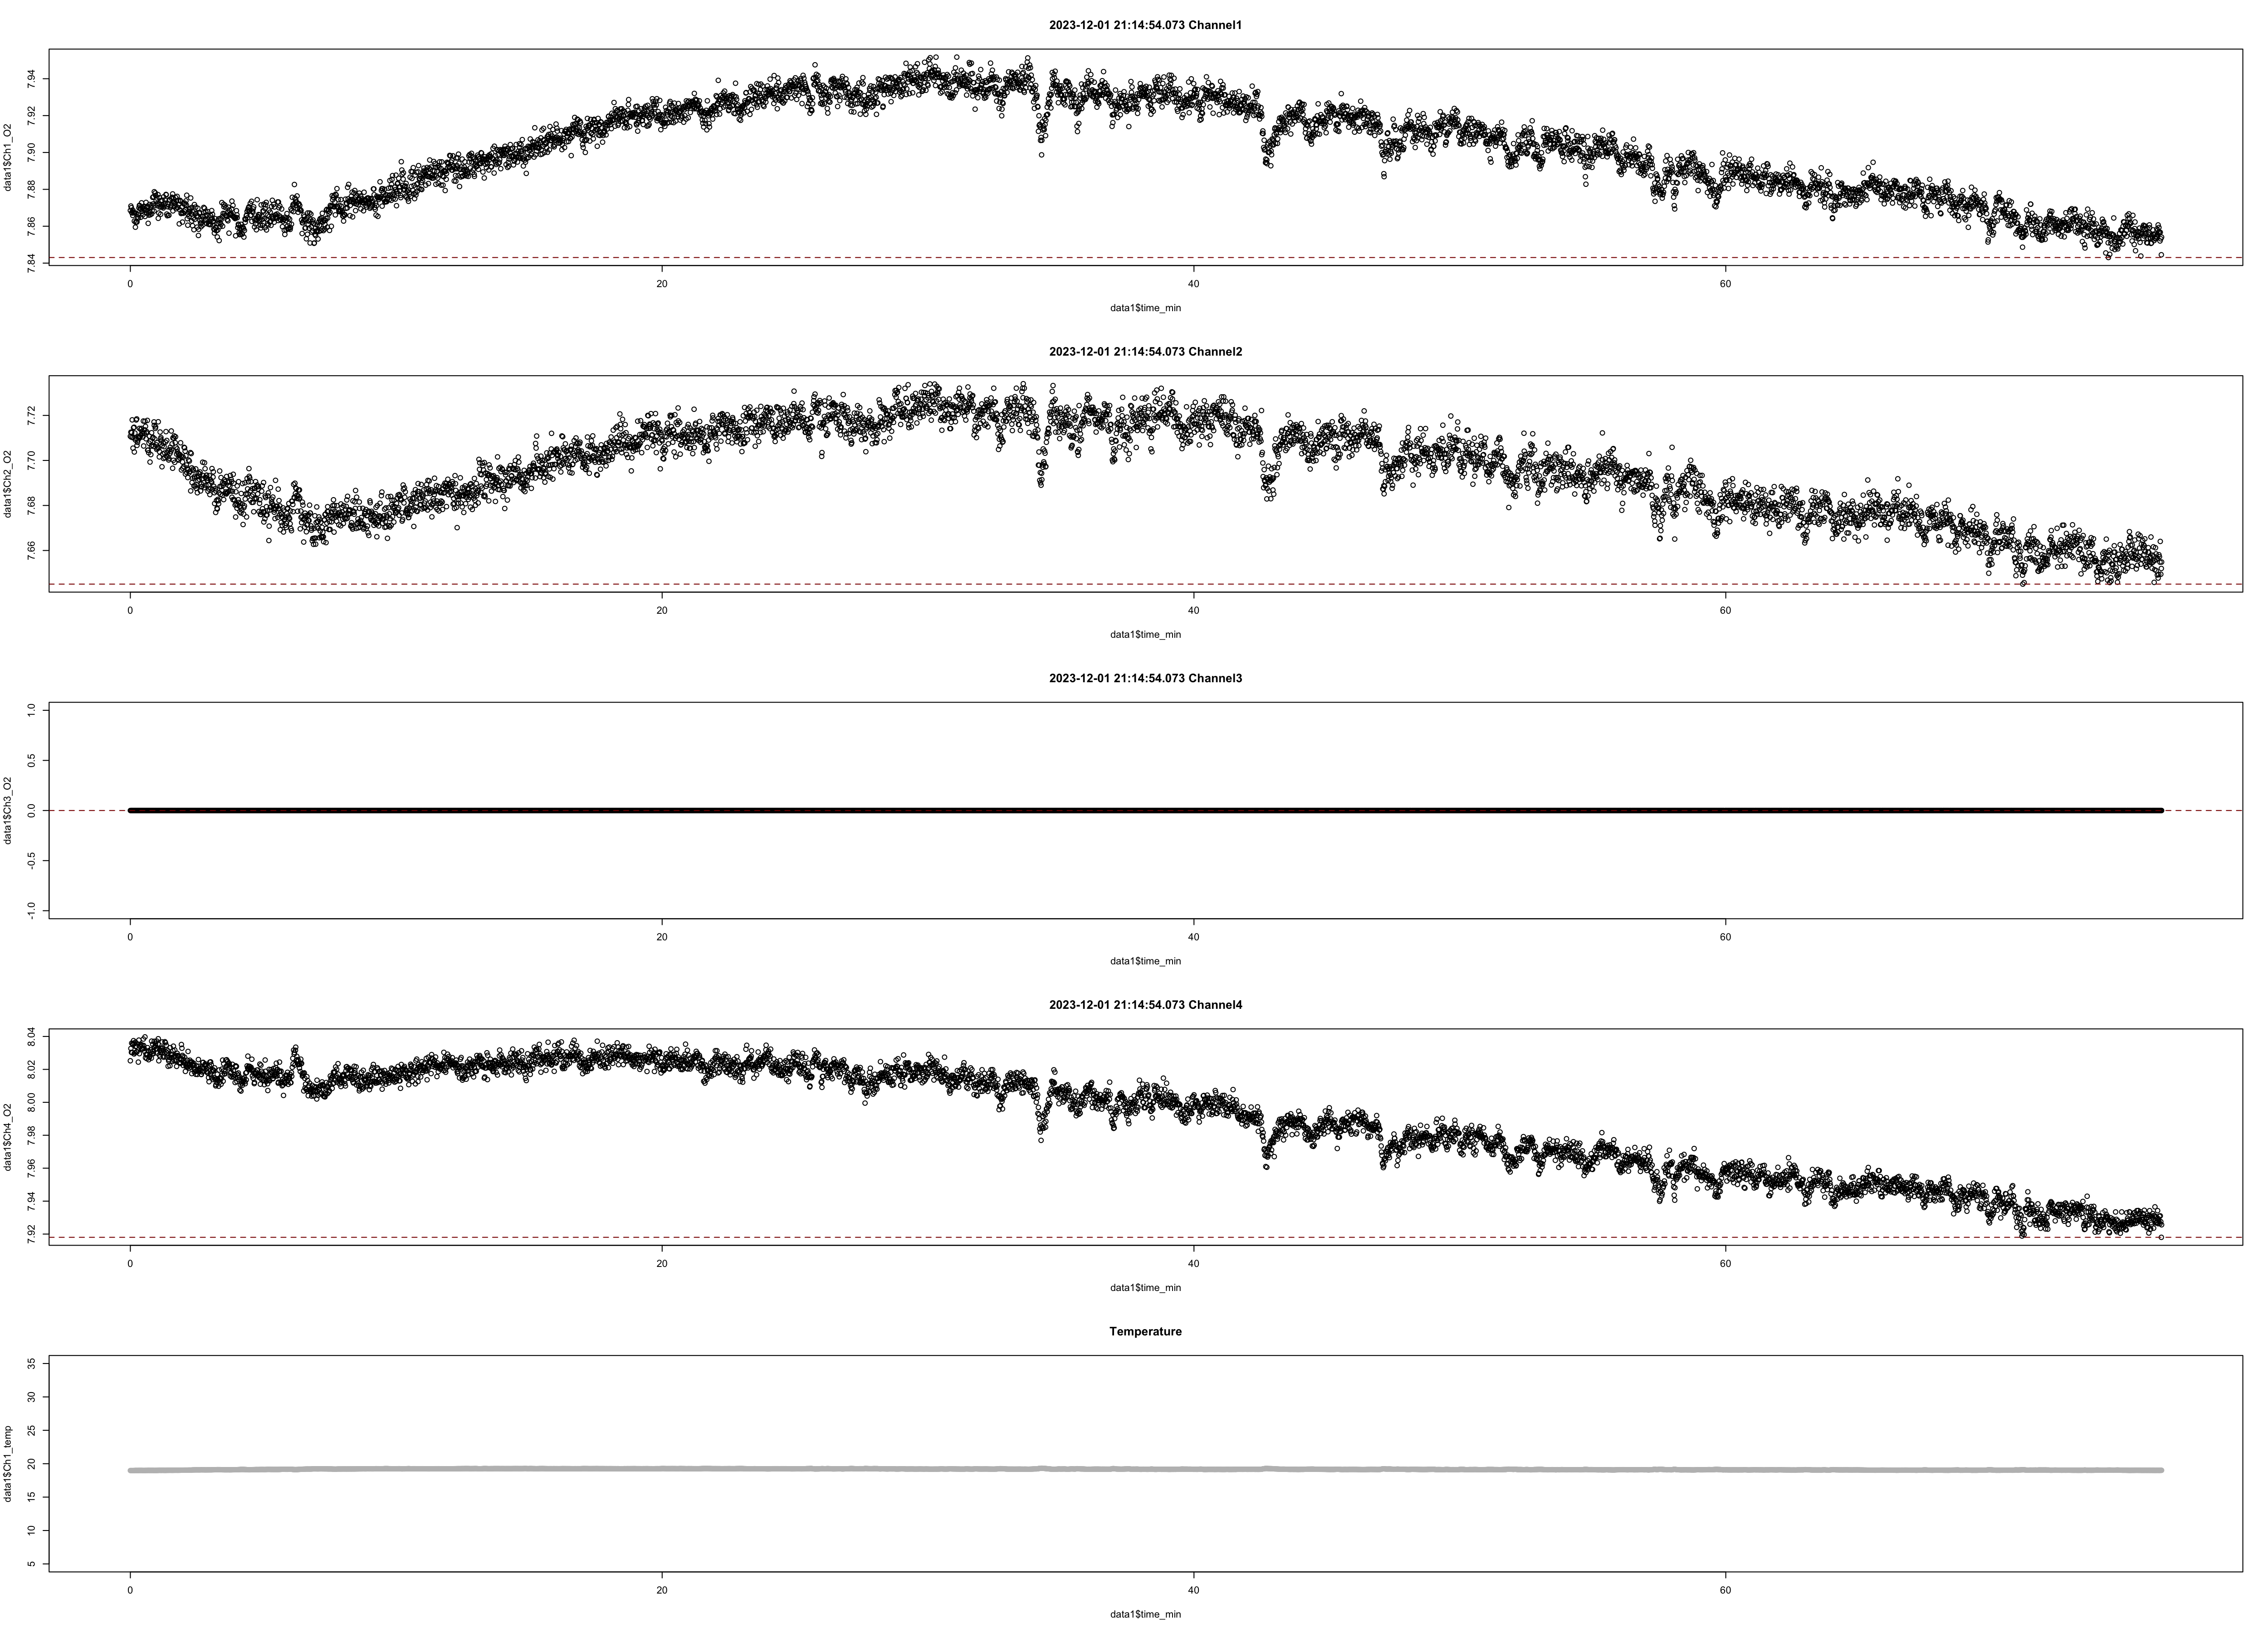 2023-12-01 21:14:54.073 Channel1
data1$Ch1_O2
7.94
7.92
7.90
7.88
7.86
7.84
0 20 40 60
data1$time_min
2023-12-01 21:14:54.073 Channel2
data1$Ch2_O2
7.72
7.70
7.68
7.66
0 20 40 60
data1$time_min
2023-12-01 21:14:54.073 Channel3
data1$Ch3_O2
1.0
0.5
0.0
-0.5
-1.0
0 20 40 60
data1$time_min
2023-12-01 21:14:54.073 Channel4
data1$Ch4_O2
8.04
8.02
8.00
7.98
7.96
7.94
7.92
0 20 40 60
data1$time_min
Temperature
data1$Ch1_temp
35
30
25
20
15
10
5
0 20 40 60
data1$time_min